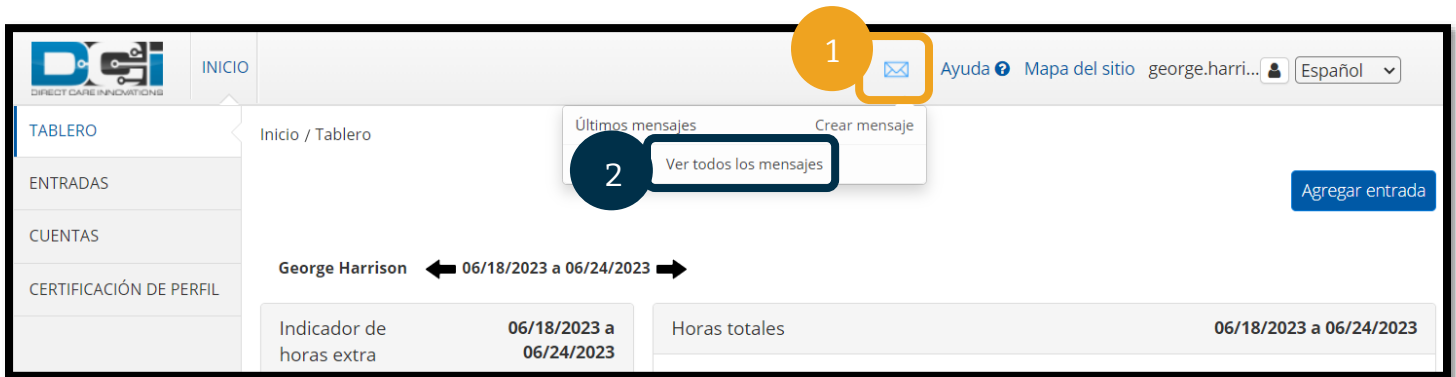 1
DCI
DIRECT CARE INNOVATIONS
INICIO
Ayuda ? Mapa del sitio george.harri... Español
TABLERO
Inicio / Tablero
Últimos mensajes Crear mensaje
2
Ver todos los mensajes
ENTRADAS
Agregar entrada
CUENTAS
George Harrison 06/18/2023 a 06/24/2023
CERTIFICACIÓN DE PERFIL
Indicador de
horas extra
06/18/2023 a
06/24/2023
Horas totales 06/18/2023 a 06/24/2023